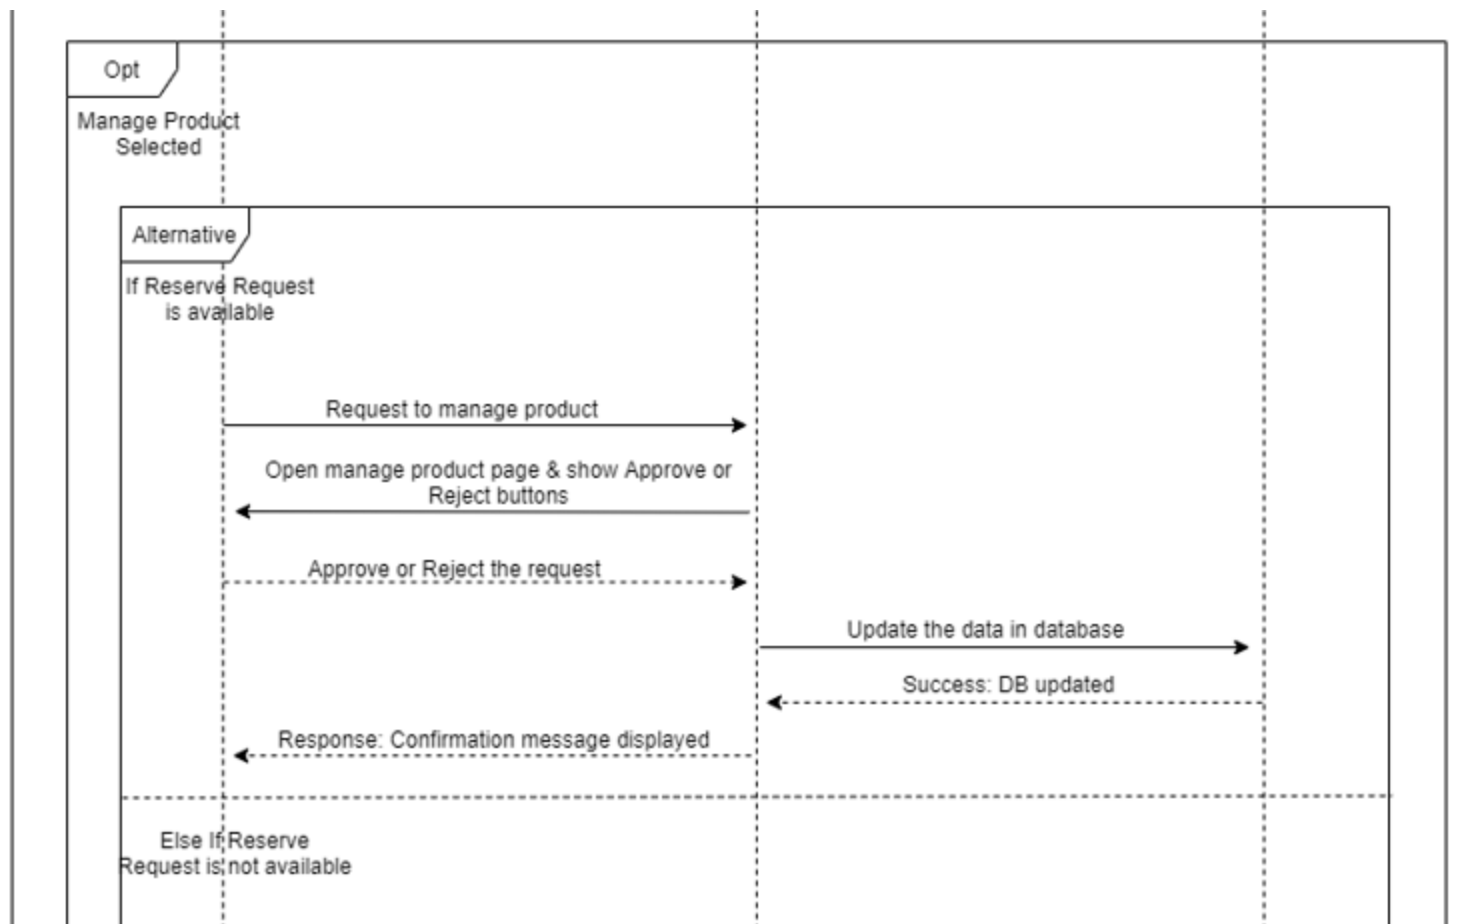 Opt
Manage Product
Selected
Alternative
If Reserve Request
is available
Request to manage product
Open manage product page & show Approve or
Reject buttons
Approve or Reject the request
Update the data in database
Success: DB updated
Response: Confirmation message displayed
Else If Reserve
Request is not available